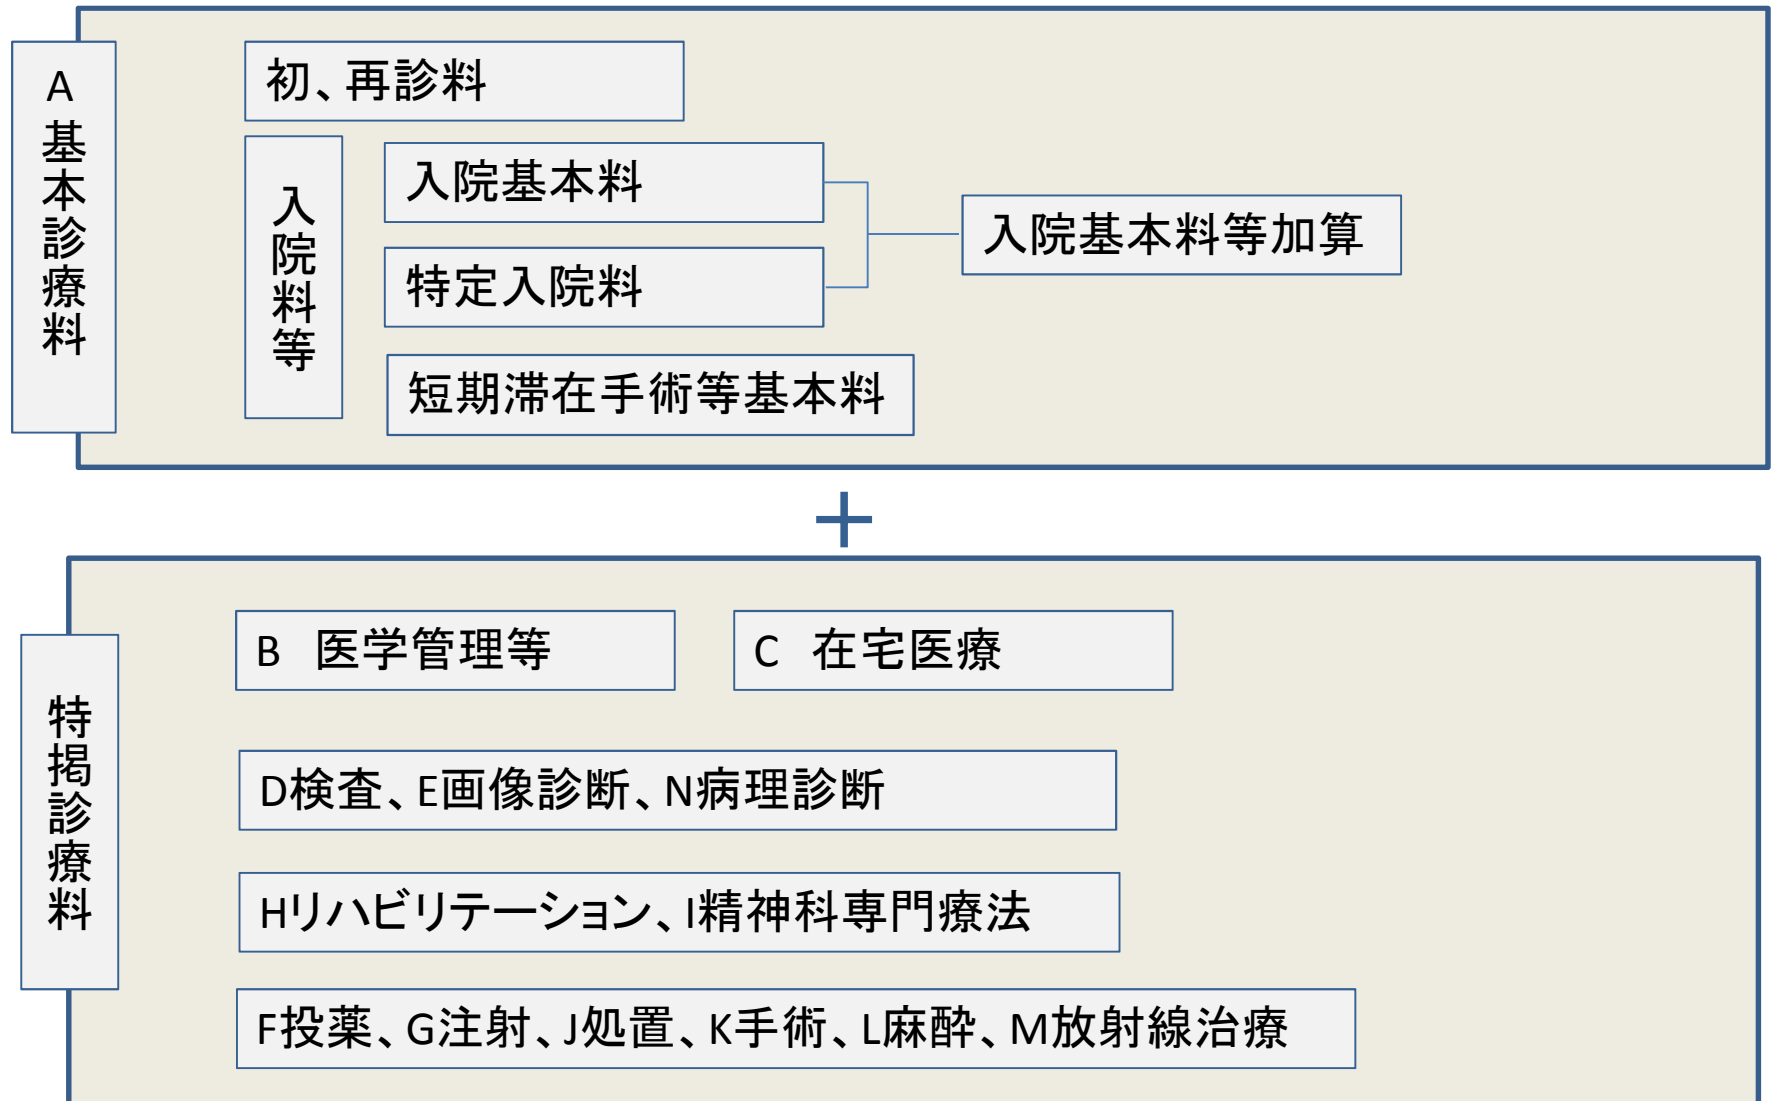 A
基本診療料
初、再診料
入院料等
入院基本料
特定入院料
短期滞在手術等基本料
入院基本料等加算
+
特掲診療料
B 医学管理等
C 在宅医療
D検査、E画像診断、N病理診断
Hリハビリテーション、I精神科専門療法
F投薬、G注射、J処置、K手術、L麻酔、M放射線治療